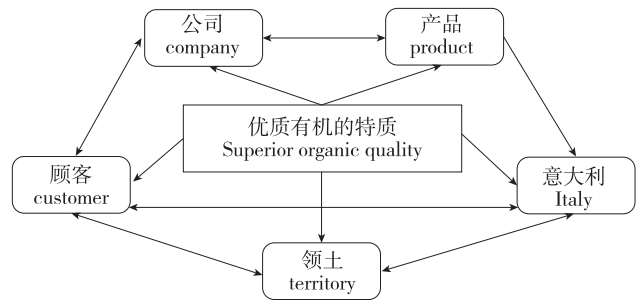 公司
company
产品
product
优质有机的特质
Superior organic quality
顾客
customer
意大利
Italy
领土
territory